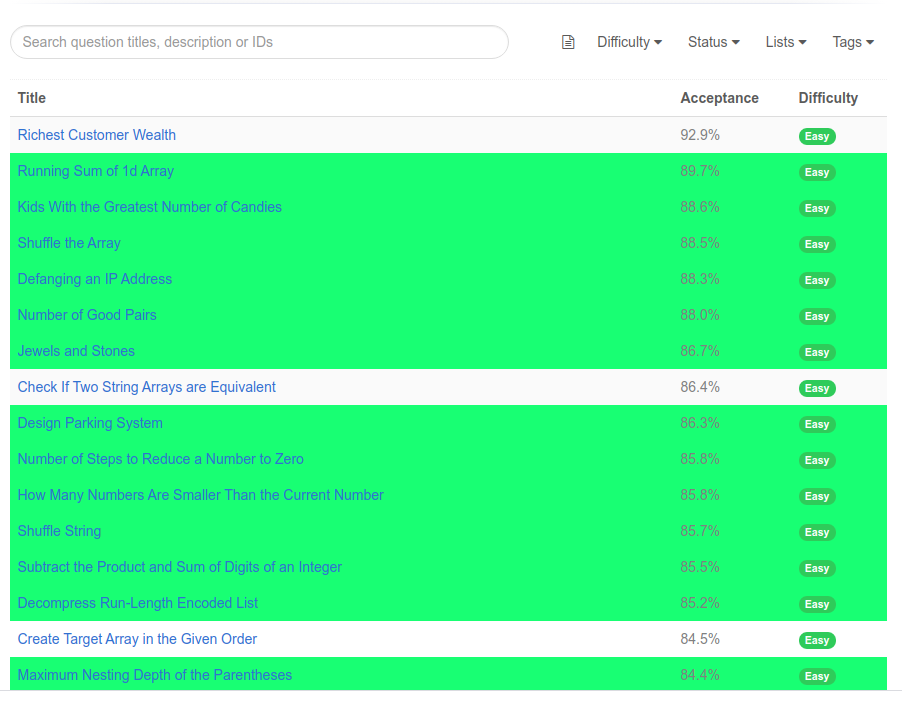 Search question titles, description or IDs Difficulty Status Lists Tags
Title Acceptance Difficulty
Richest Customer Wealth 92.9% Easy
Running Sum of 1d Array 89.7% Easy
Kids With the Greatest Number of Candies 88.6% Easy
Shuffle the Array 88.5% Easy
Defanging an IP Address 88.3% Easy
Number of Good Pairs 88.0% Easy
Jewels and Stones 86.7% Easy
Check If Two String Arrays are Equivalent 86.4% Easy
Design Parking System 86.3% Easy
Number of Steps to Reduce a Number to Zero 85.8% Easy
How Many Numbers Are Smaller Than the Current Number 85.8% Easy
Shuffle String 85.7% Easy
Subtract the Product and Sum of Digits of an Integer 85.5% Easy
Decompress Run-Length Encoded List 85.2% Easy
Create Target Array in the Given Order 84.5% Easy
Maximum Nesting Depth of the Parentheses 84.4% Easy